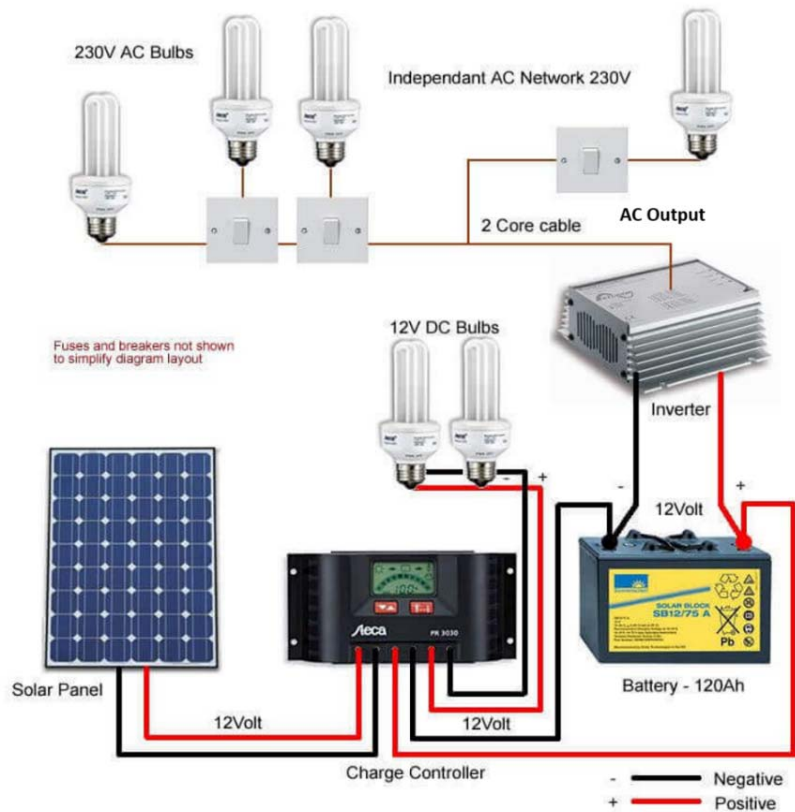 230V AC Bulbs
Independant AC Network 230V
AC Output
2 Core cable
Fuses and breakers not shown
to simplify diagram layout
12V DC Bulbs
Inverter
- +
- +
12Volt
Steca
PR 3030
SOLAR BLOCK
SB12/75 A
Pb
Solar Panel
Battery - 120Ah
12Volt
12Volt
Charge Controller
- Negative
+ Positive